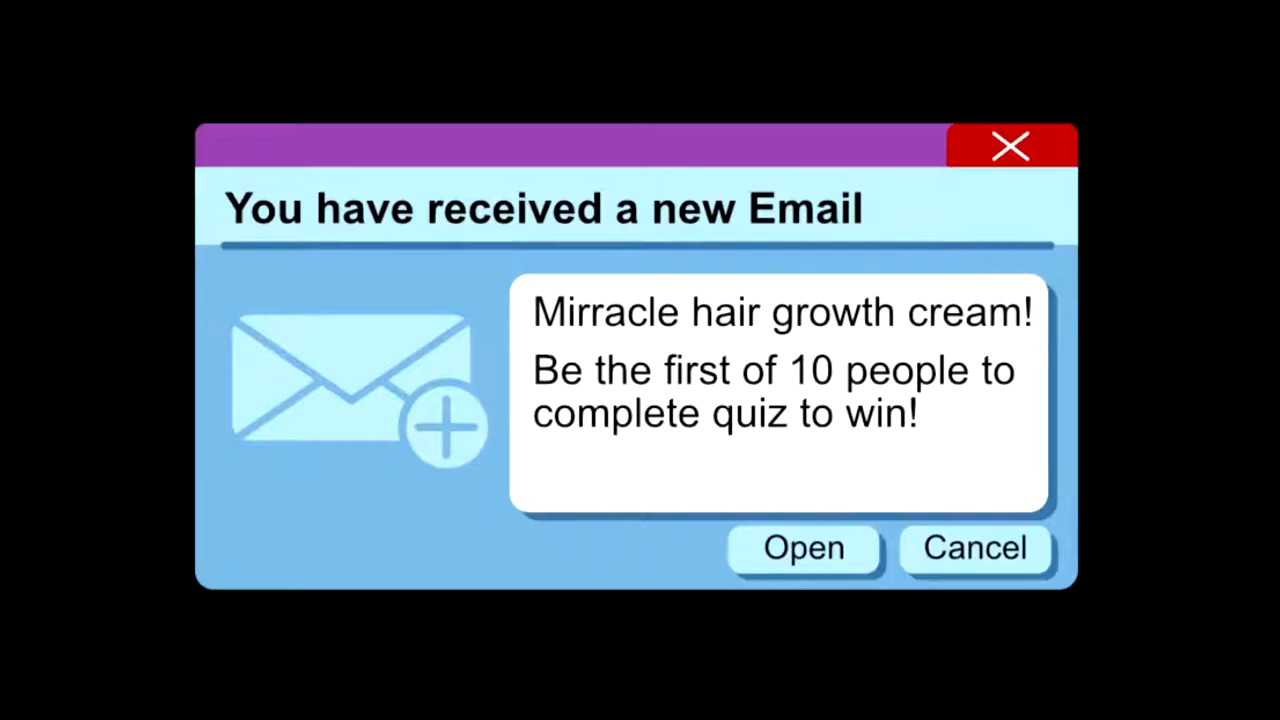 You have received a new Email
Mirracle hair growth cream!
Be the first of 10 people to
complete quiz to win!
Open
Cancel